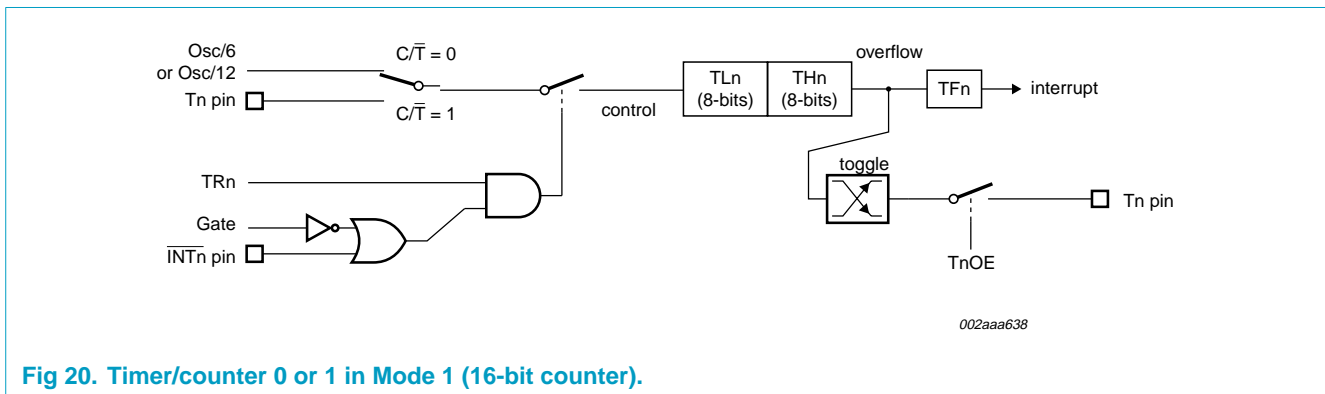 Osc/6
or Osc/12
Tn pin
C/T̅ = 0
C/T̅ = 1
control
TLn
(8-bits)
THn
(8-bits)
overflow
TFn
interrupt
toggle
Tn pin
TnOE
TRn
Gate
I̅N̅T̅n pin
002aaa638
Fig 20. Timer/counter 0 or 1 in Mode 1 (16-bit counter).